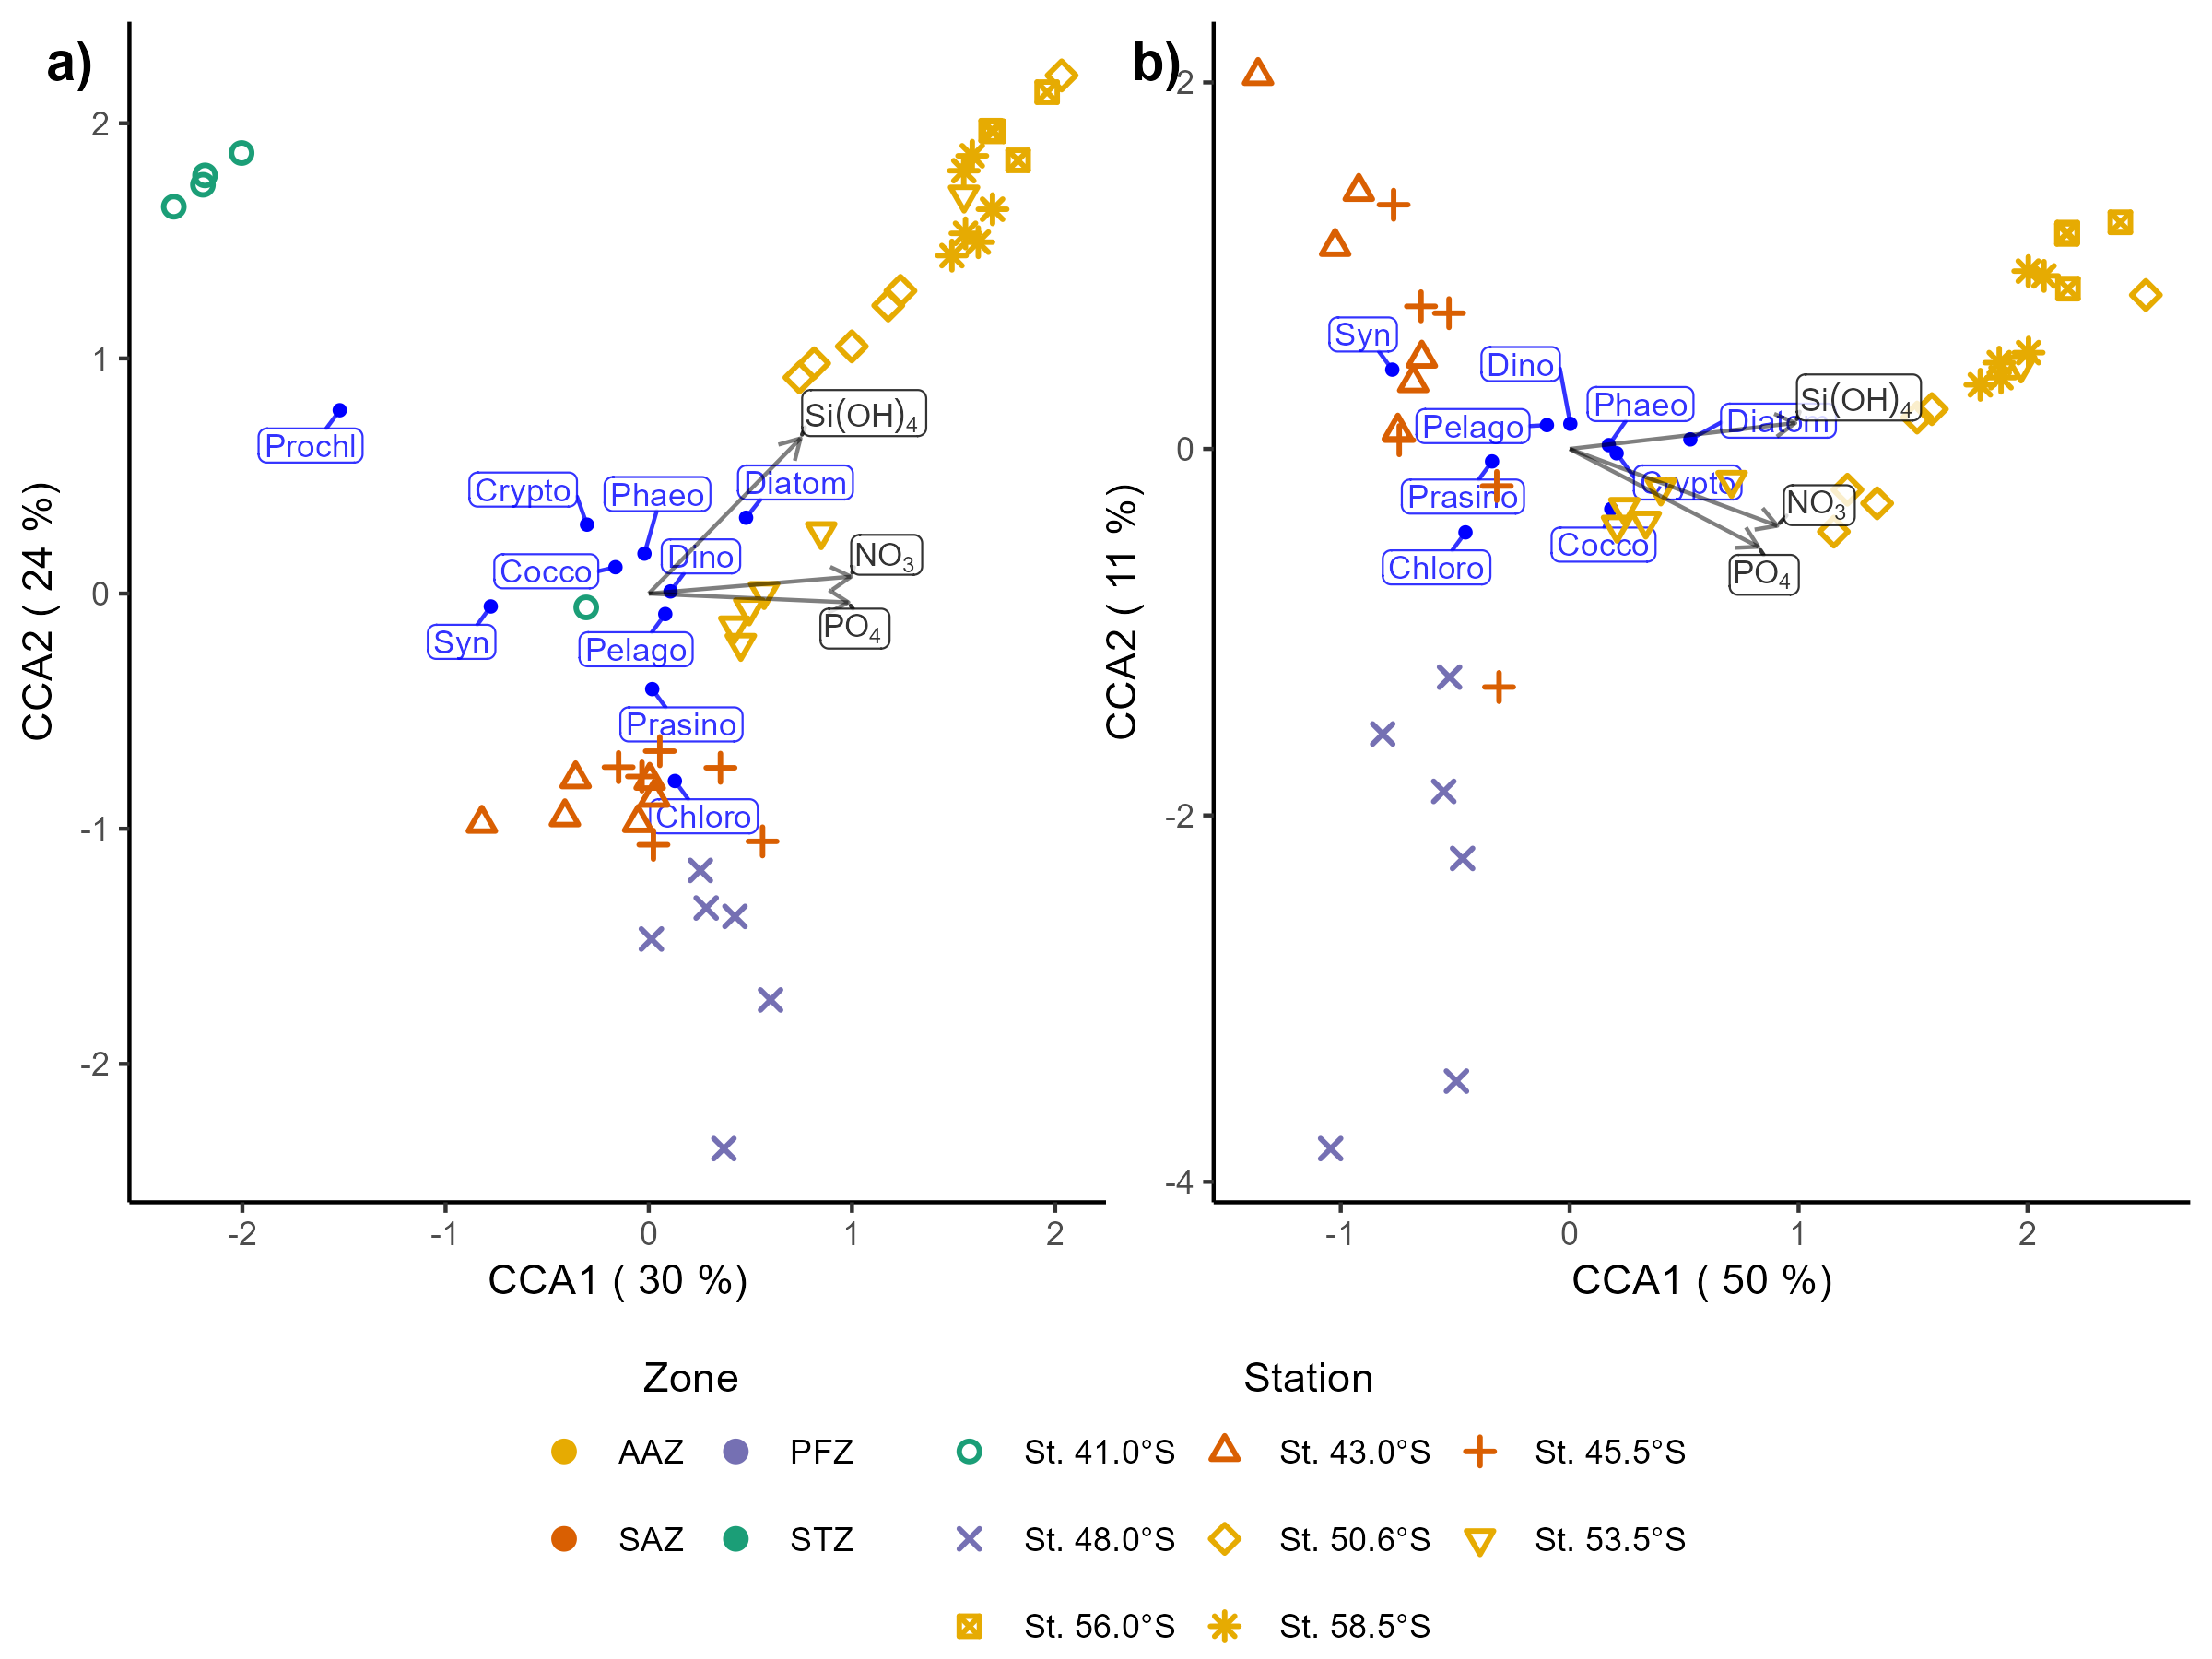 a)
2
1
0
-1
-2
CCA2 ( 24 %)
Prochl
Crypto
Phaeo
Diatom
Si(OH)4
Cocco
Dino
NO3
Syn
Pelago
PO4
Prasino
Chloro
-2 -1 0 1 2
CCA1 ( 30 %)
b)
2
0
-2
-4
CCA2 ( 11 %)
Syn
Dino
Phaeo
Si(OH)4
Pelago
Diatom
Prasino
Crypto
NO3
Chloro
Cocco
PO4
-1 0 1 2
CCA1 ( 50 %)
Zone
AAZ PFZ
SAZ STZ
Station
St. 41.0°S St. 43.0°S St. 45.5°S
St. 48.0°S St. 50.6°S St. 53.5°S
St. 56.0°S St. 58.5°S